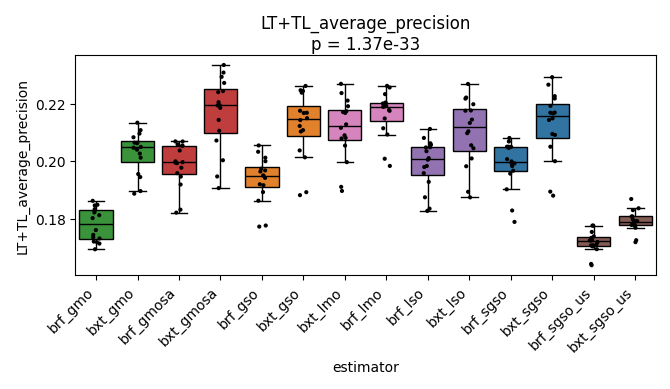 LT+TL_average_precision
p = 1.37e-33
LT+TL_average_precision
0.22
0.20
0.18
brf_gmo
bxt_gmo
brf_gmosa
bxt_gmosa
brf_gso
bxt_gso
bxt_lmo
brf_lmo
brf_lso
bxt_lso
brf_sgso
bxt_sgso
brf_sgso_us
bxt_sgso_us
estimator